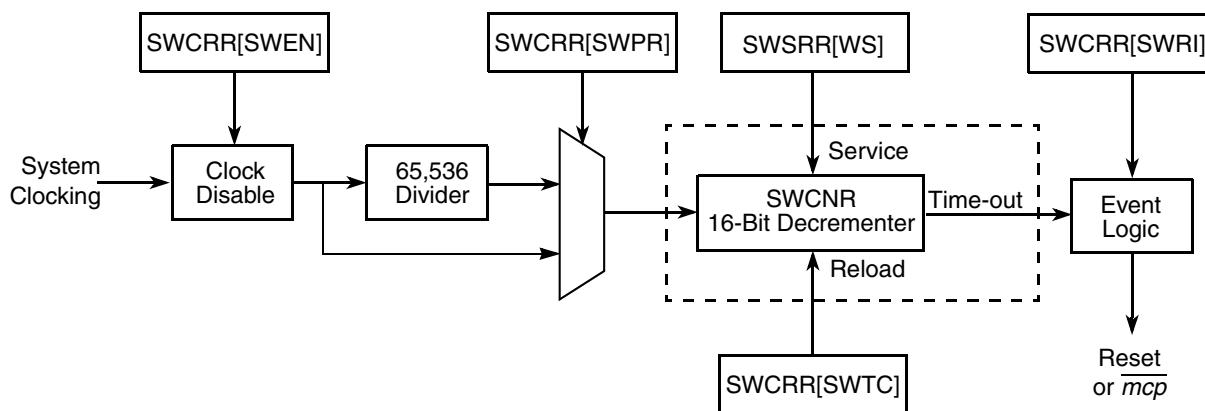 SWCRR[SWEN]
SWCRR[SWPR]
SWSRR[WS]
SWCRR[SWRI]
System
Clocking
Clock
Disable
65,536
Divider
Service
SWCNR
16-Bit Decrementer
Time-out
Event
Logic
Reload
SWCRR[SWTC]
Reset
or mcp